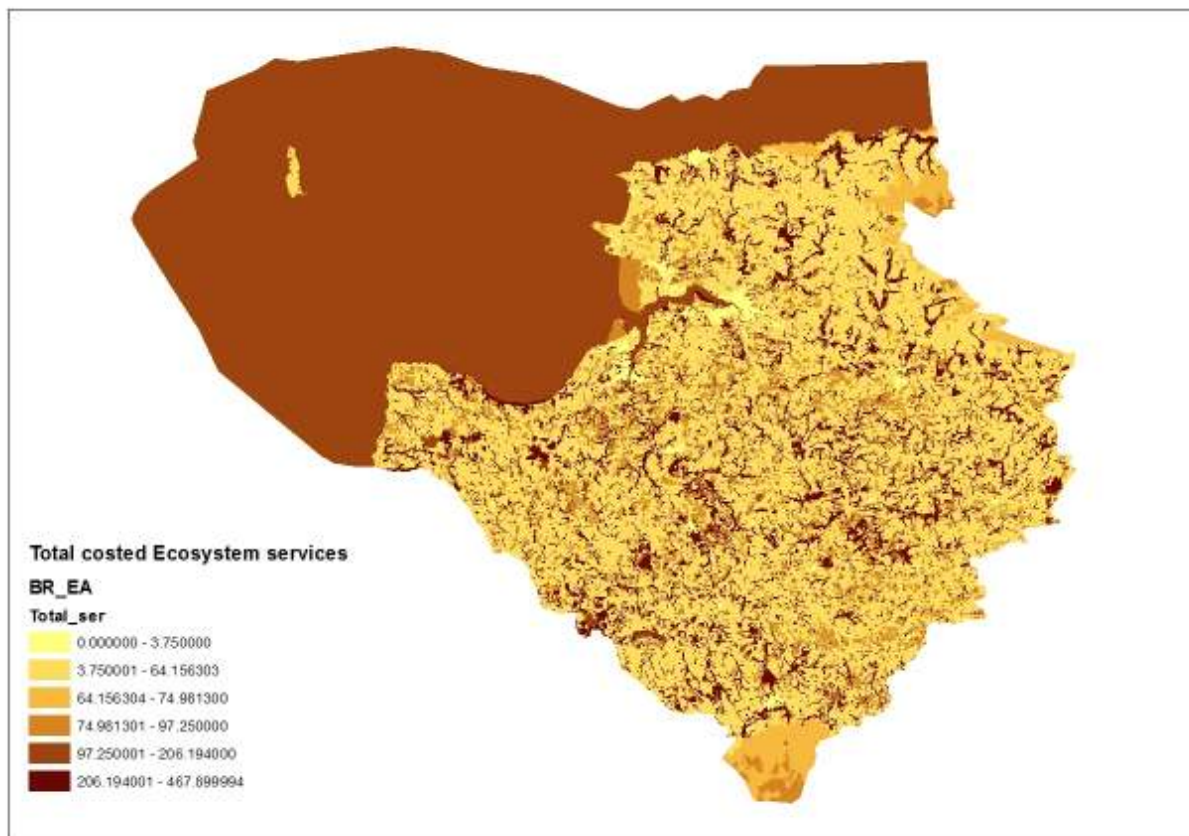 Total costed Ecosystem services
BR_EA
Total_ser
0.000000 - 3.750000
3.750001 - 64.156303
64.156304 - 74.981300
74.981301 - 97.250000
97.250001 - 206.194000
206.194001 - 467.899994